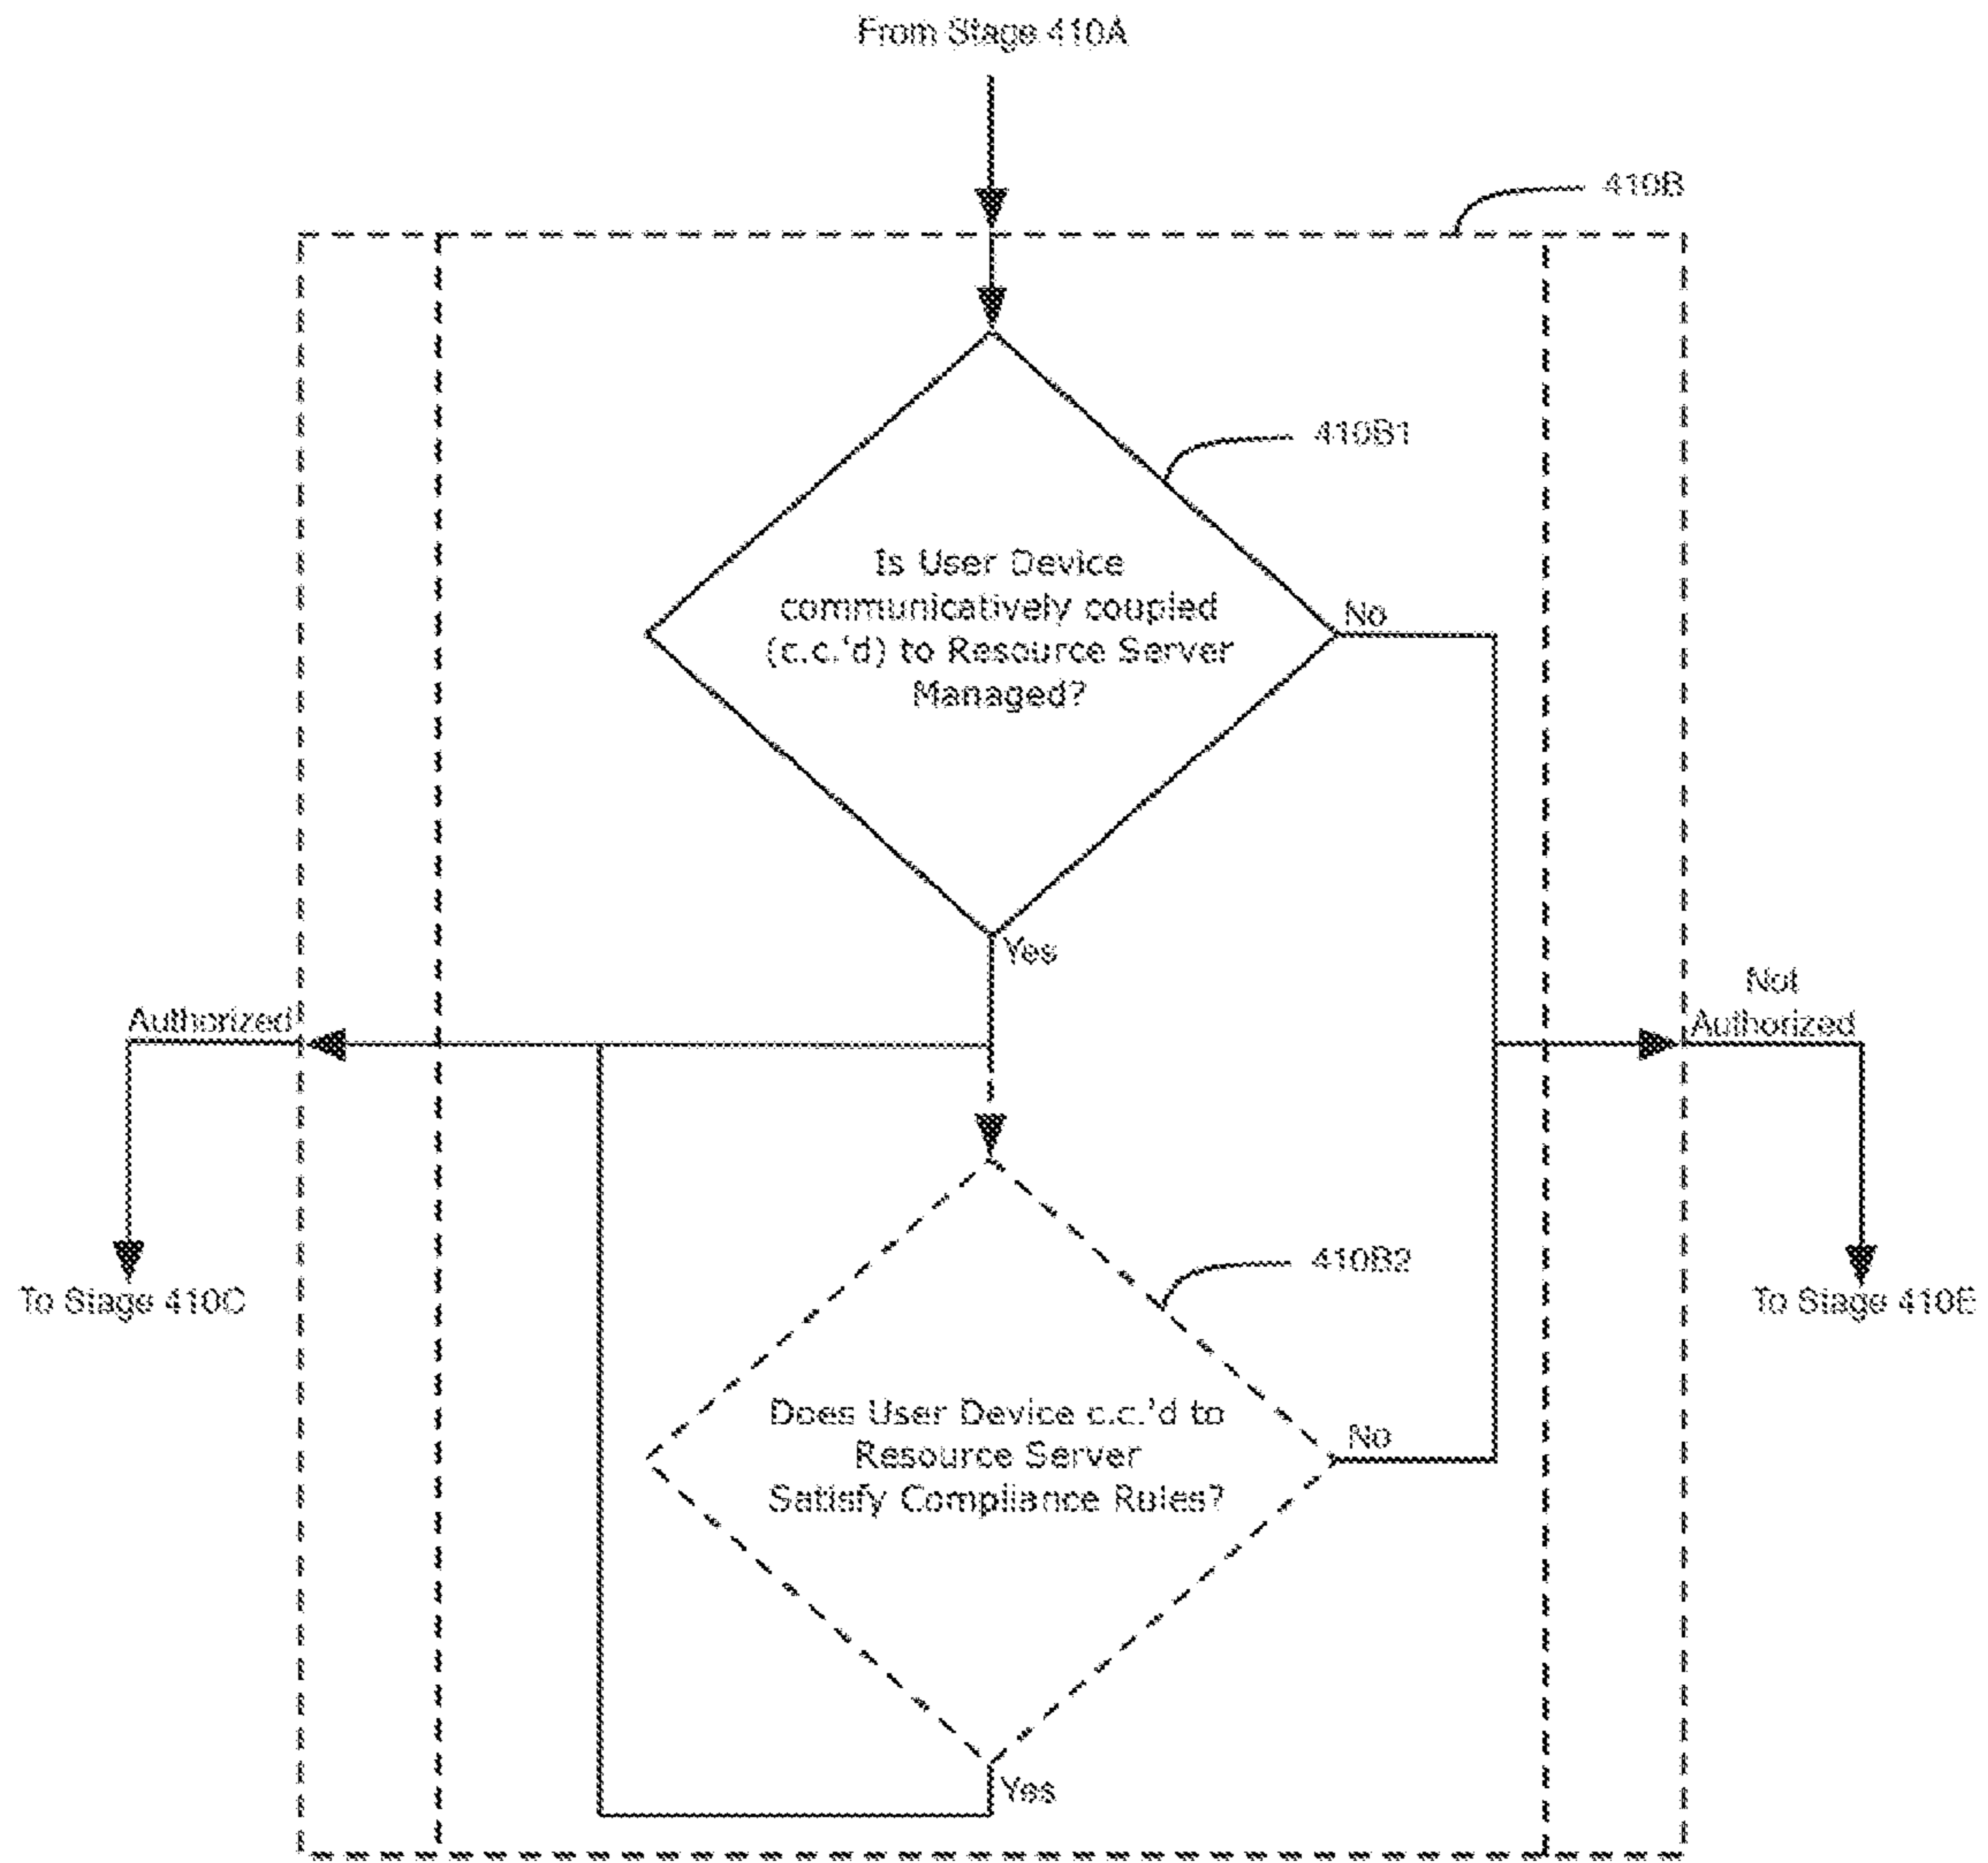 From Stage 410A
410B
410B1
Is User Device
communicatively coupled
(c.c.'d) to Resource Server
Managed?
No
Yes
Authorized
Not
Authorized
410B2
To Stage 410C
To Stage 410E
Does User Device c.c.'d to
Resource Server
Satisfy Compliance Rules?
No
Yes